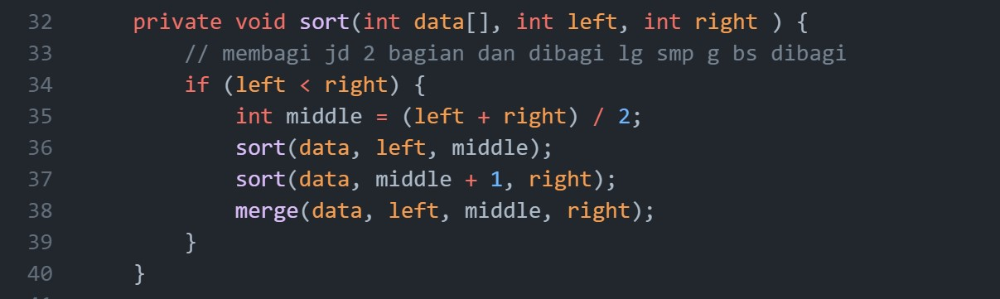 32 private void sort(int data[], int left, int right ) {
33 // membagi jd 2 bagian dan dibagi lg smp g bs dibagi
34 if (left < right) {
35 int middle = (left + right) / 2;
36 sort(data, left, middle);
37 sort(data, middle + 1, right);
38 merge(data, left, middle, right);
39 }
40 }